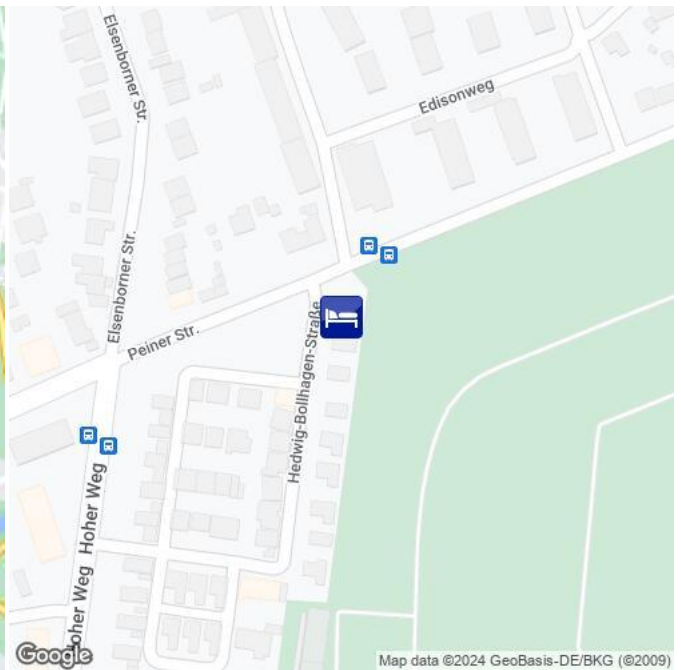 Elsenborner Str.
Edisonweg
Elsenborner Str.
Peiner Str.
Hedwig-Bollhagen-Straße
Hoher Weg
Hoher Weg
Google
Map data ©2024 GeoBasis-DE/BKG (©2009)